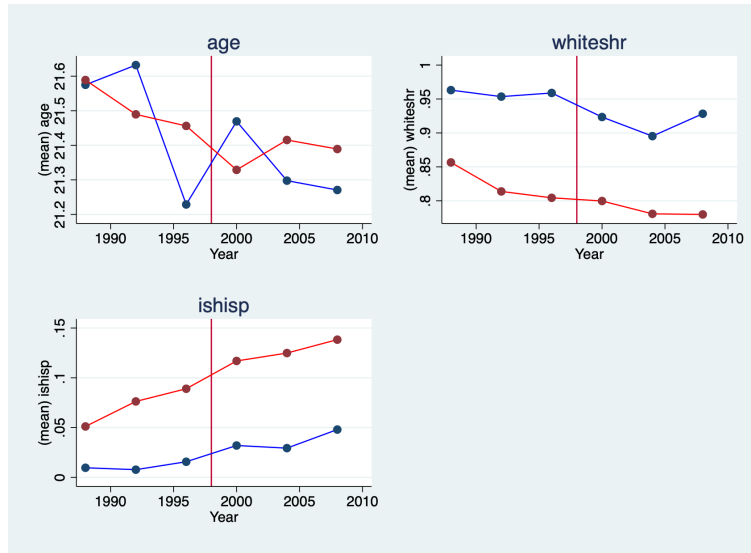 age
(mean) age
21.6
21.5
21.4
21.3
21.2
1990 1995 2000 2005 2010
Year
whiteshr
(mean) whiteshr
1
.95
.9
.85
.8
1990 1995 2000 2005 2010
Year
ishisp
(mean) ishisp
.15
.1
.05
0
1990 1995 2000 2005 2010
Year